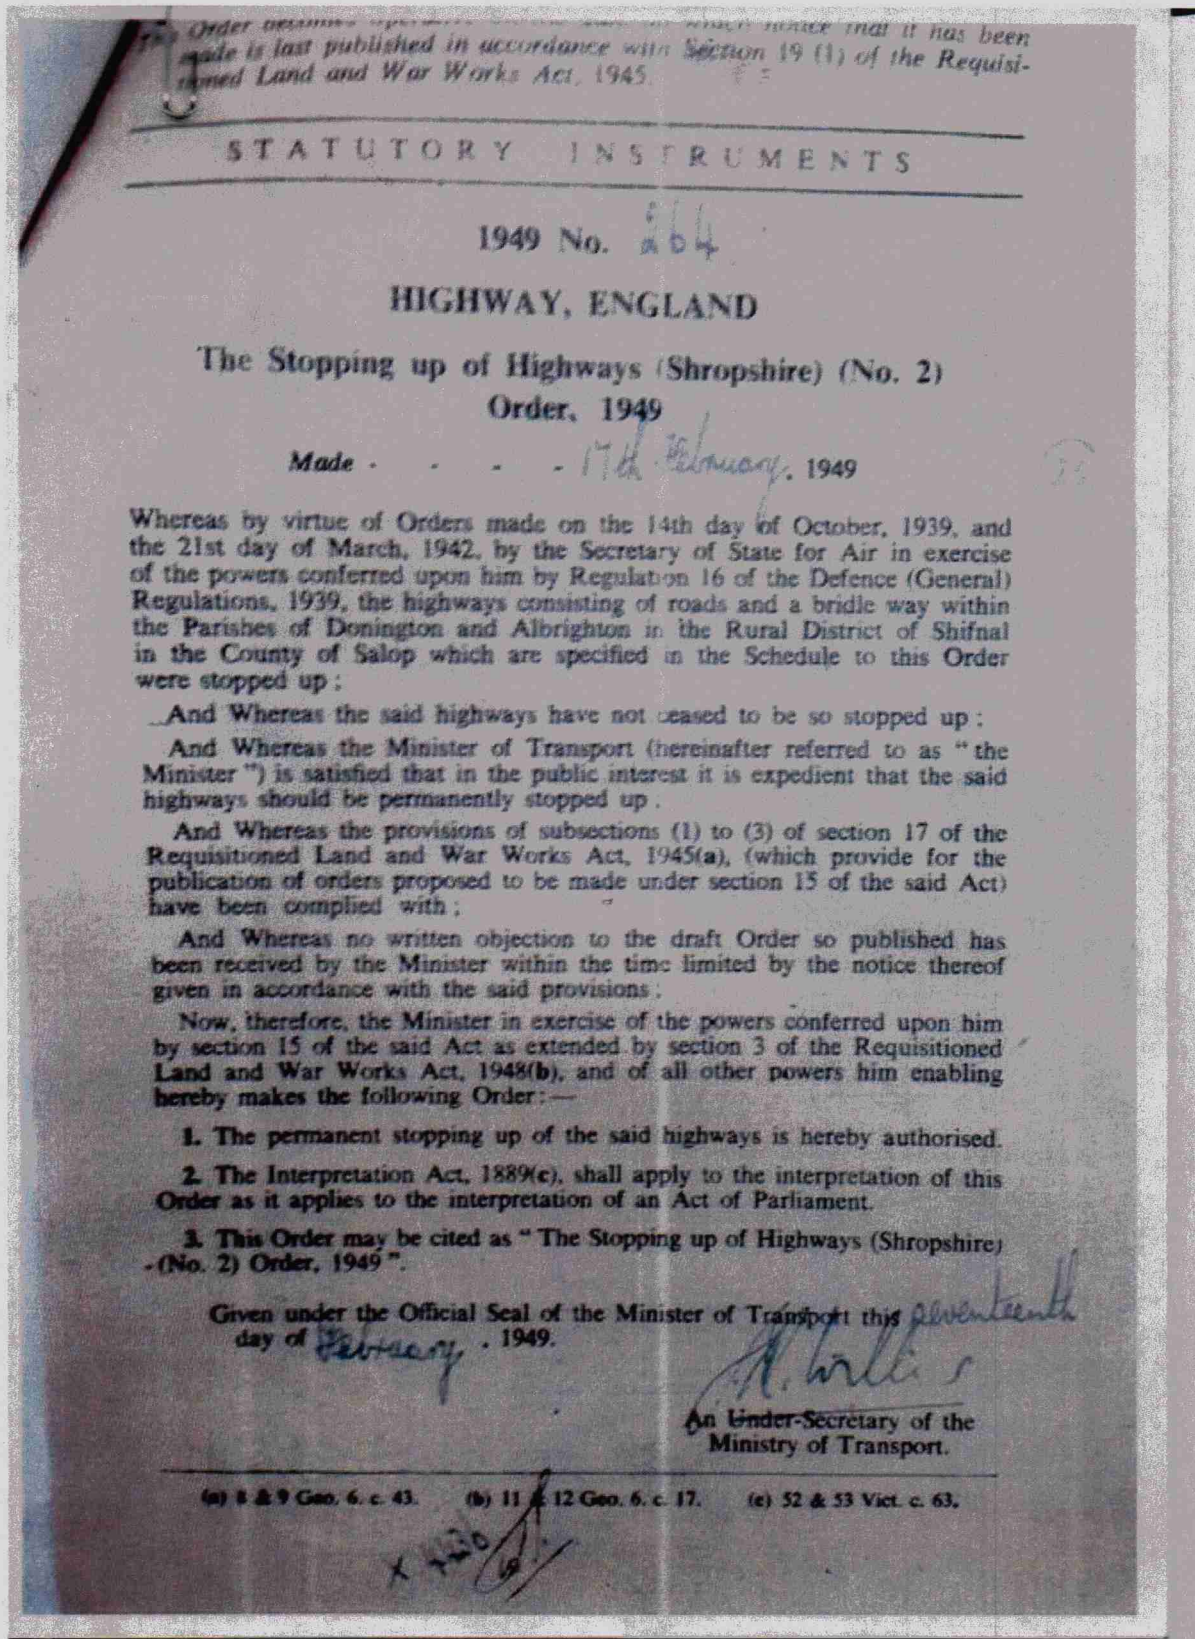 Order becomes operative on the date on which notice that it has been
made is last published in accordance with Section 19 (1) of the Requisi-
tioned Land and War Works Act, 1945.
STATUTORY INSTRUMENTS
1949 No. 264
HIGHWAY, ENGLAND
The Stopping up of Highways (Shropshire) (No. 2)
Order, 1949
Made - - - - 17th February, 1949
Whereas by virtue of Orders made on the 14th day of October, 1939, and
the 21st day of March, 1942, by the Secretary of State for Air in exercise
of the powers conferred upon him by Regulation 16 of the Defence (General)
Regulations, 1939, the highways consisting of roads and a bridle way within
the Parishes of Donington and Albrighton in the Rural District of Shifnal
in the County of Salop which are specified in the Schedule to this Order
were stopped up ;
And Whereas the said highways have not ceased to be so stopped up ;
And Whereas the Minister of Transport (hereinafter referred to as “ the
Minister ”) is satisfied that in the public interest it is expedient that the said
highways should be permanently stopped up ;
And Whereas the provisions of subsections (1) to (3) of section 17 of the
Requisitioned Land and War Works Act, 1945(a), (which provide for the
publication of orders proposed to be made under section 15 of the said Act)
have been complied with ;
And Whereas no written objection to the draft Order so published has
been received by the Minister within the time limited by the notice thereof
given in accordance with the said provisions ;
Now, therefore, the Minister in exercise of the powers conferred upon him
by section 15 of the said Act as extended by section 3 of the Requisitioned
Land and War Works Act, 1948(b), and of all other powers him enabling
hereby makes the following Order:—
1. The permanent stopping up of the said highways is hereby authorised.
2. The Interpretation Act, 1889(c), shall apply to the interpretation of this
Order as it applies to the interpretation of an Act of Parliament.
3. This Order may be cited as “ The Stopping up of Highways (Shropshire)
(No. 2) Order, 1949 ”.
Given under the Official Seal of the Minister of Transport this seventeenth
day of February, 1949.
H. Willis
An Under-Secretary of the
Ministry of Transport.
(a) 8 & 9 Geo. 6. c. 43. (b) 11 & 12 Geo. 6. c. 17. (c) 52 & 53 Vict. c. 63.